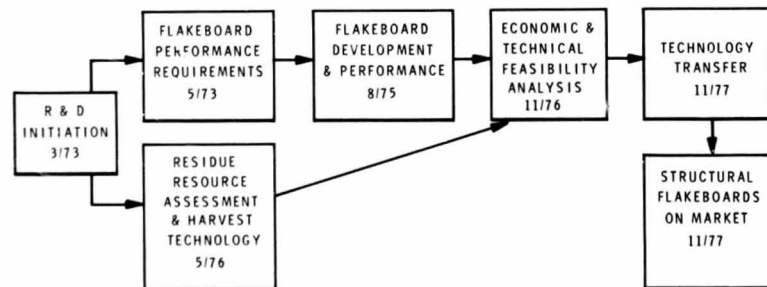 R & D
INITIATION
3/73
FLAKEBOARD
PERFORMANCE
REQUIREMENTS
5/73
FLAKEBOARD
DEVELOPMENT
& PERFORMANCE
8/75
ECONOMIC &
TECHNICAL
FEASIBILITY
ANALYSIS
11/76
TECHNOLOGY
TRANSFER
11/77
RESIDUE
RESOURCE
ASSESSMENT
& HARVEST
TECHNOLOGY
5/76
STRUCTURAL
FLAKEBOARDS
ON MARKET
11/77